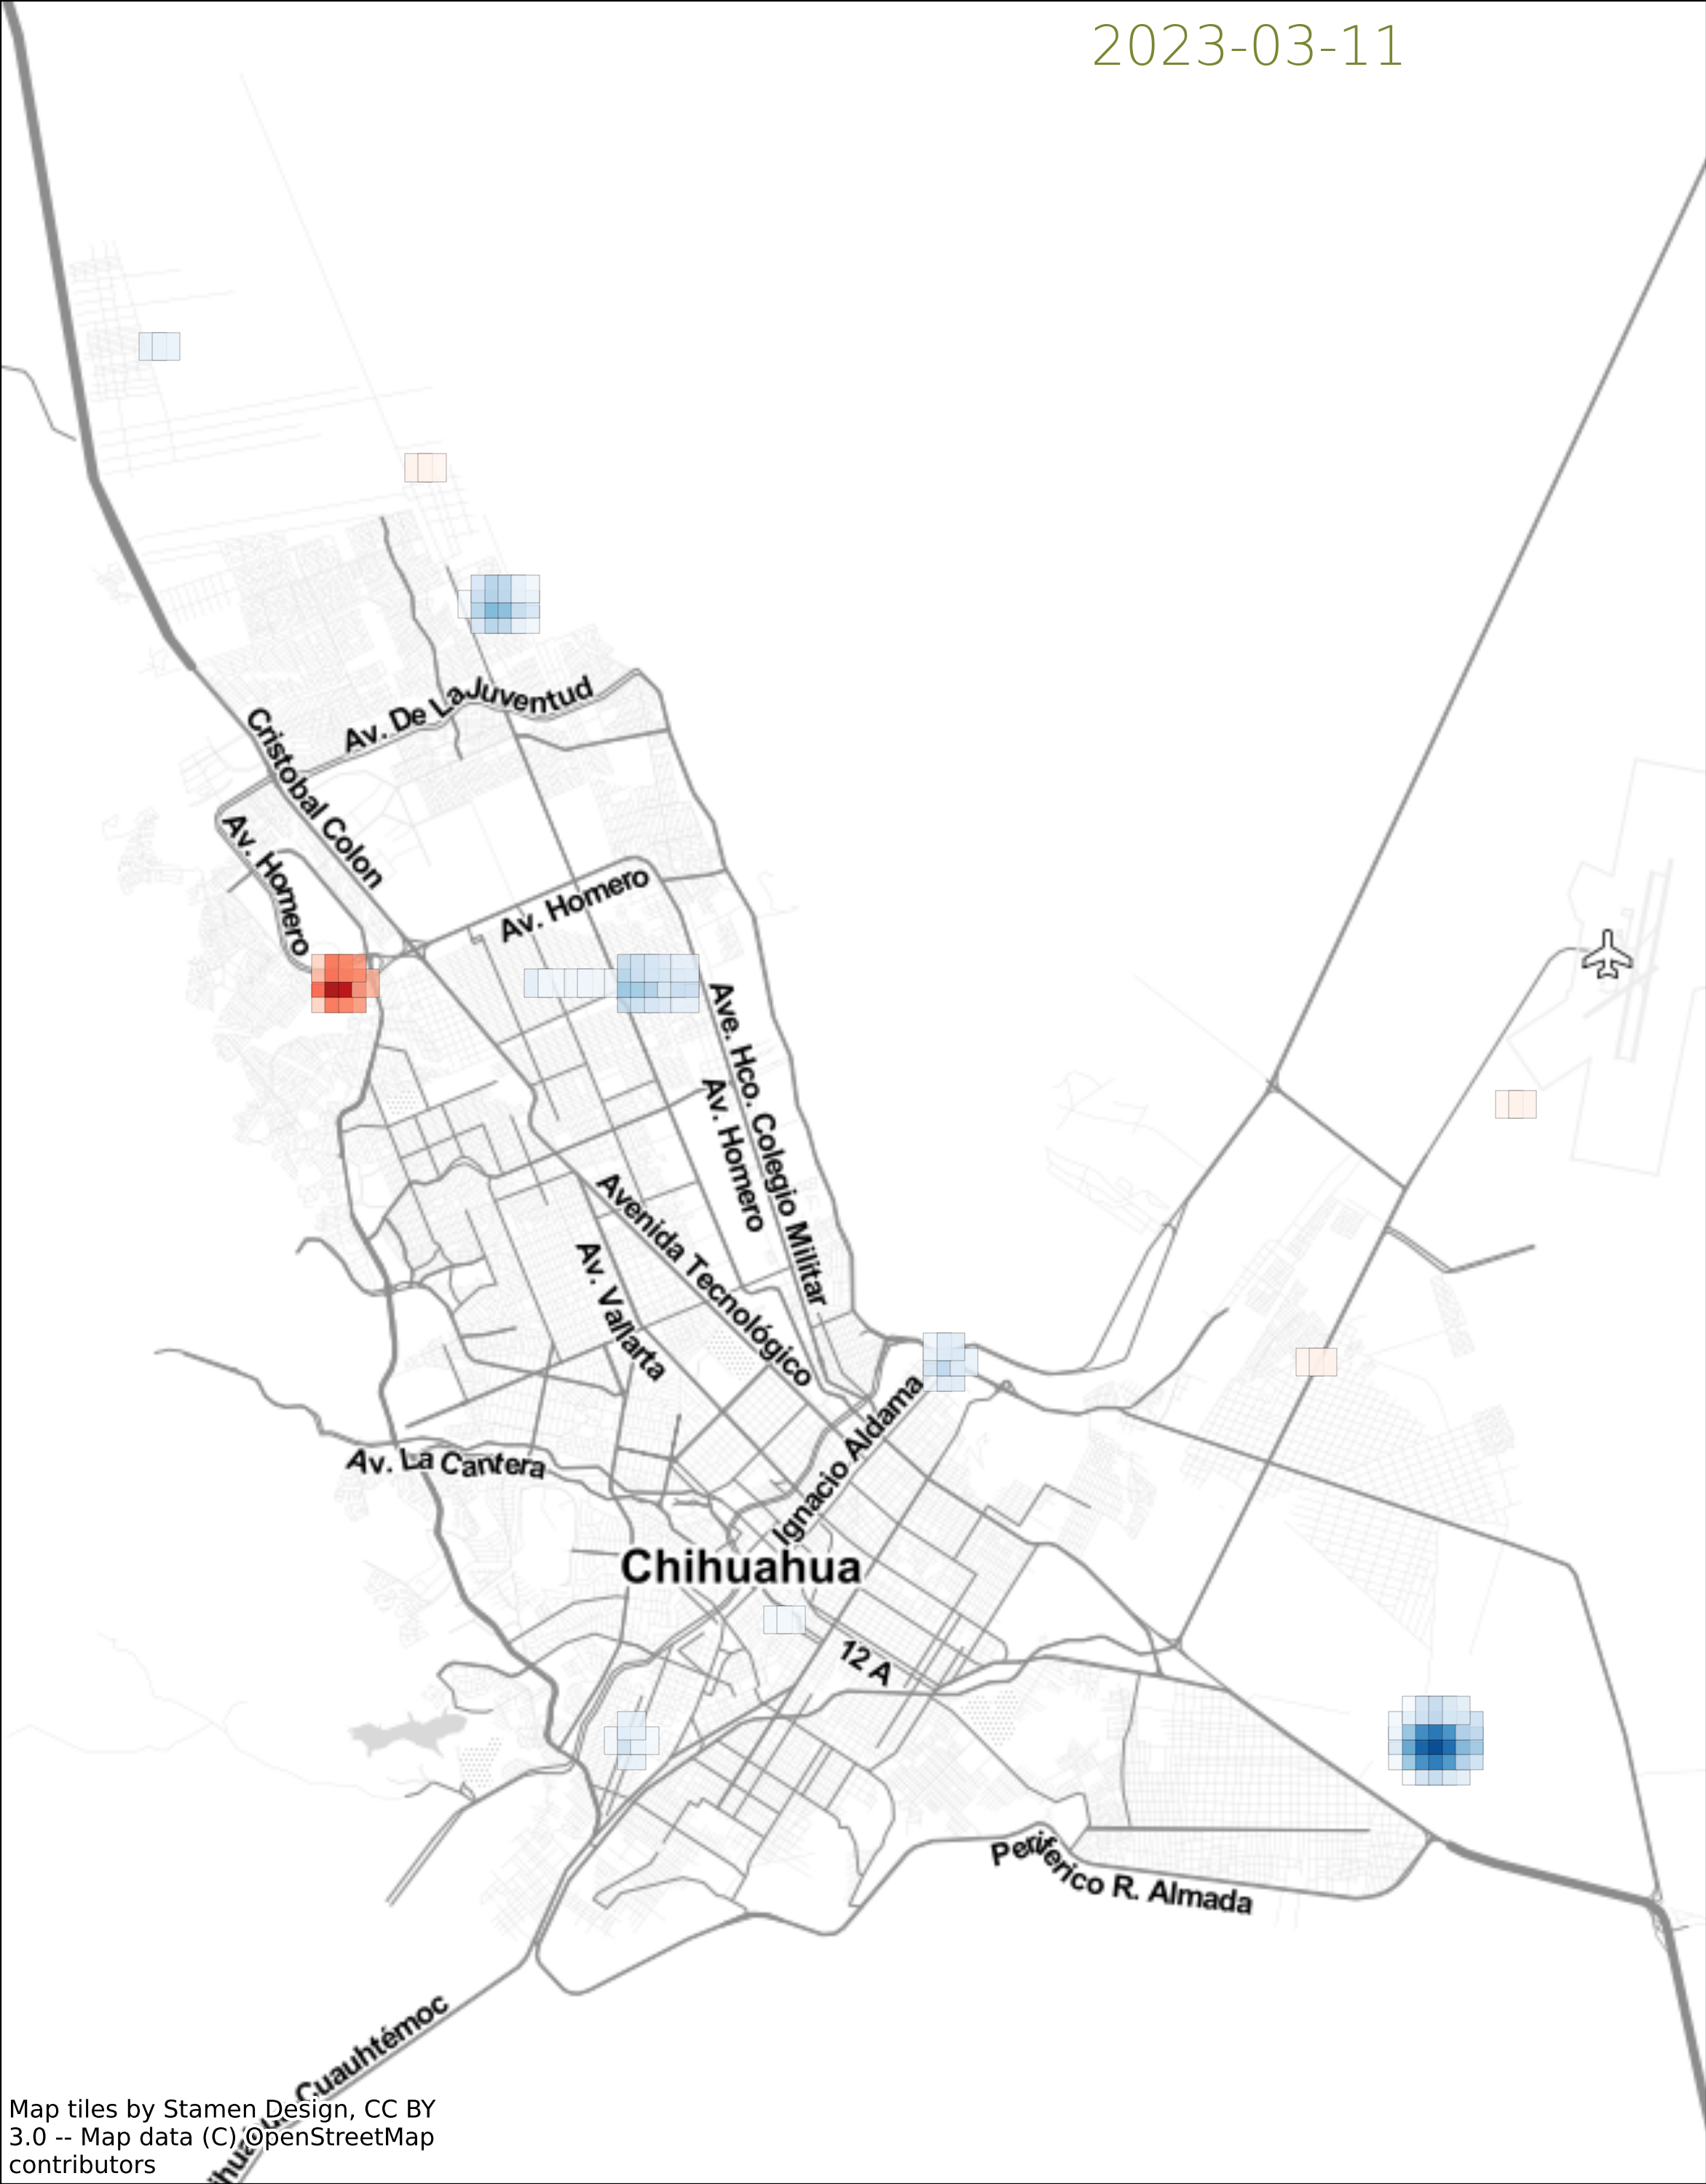 2023-03-11
Av. De La Juventud
Cristobal Colon
Av. Homero
Av. Homero
Ave. Hco. Colegio Militar
Av. Homero
Avenida Tecnológico
Av. Vallarta
Ignacio Aldama
Av. La Cantera
Chihuahua
12 A
Periferico R. Almada
Cuauhtémoc
Map tiles by Stamen Design, CC BY
3.0 -- Map data (C) OpenStreetMap
contributors